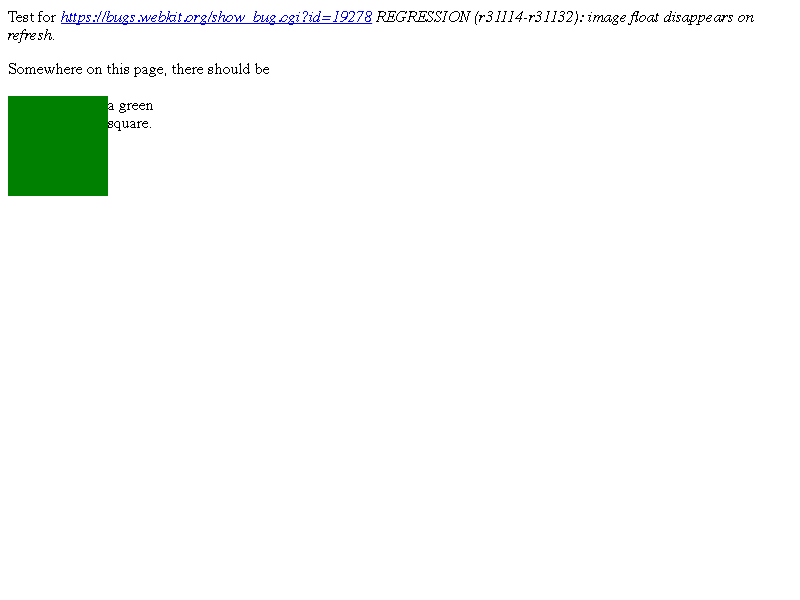 Test for https://bugs.webkit.org/show_bug.cgi?id=19278 REGRESSION (r31114-r31132): image float disappears on
refresh.
Somewhere on this page, there should be
a green
square.